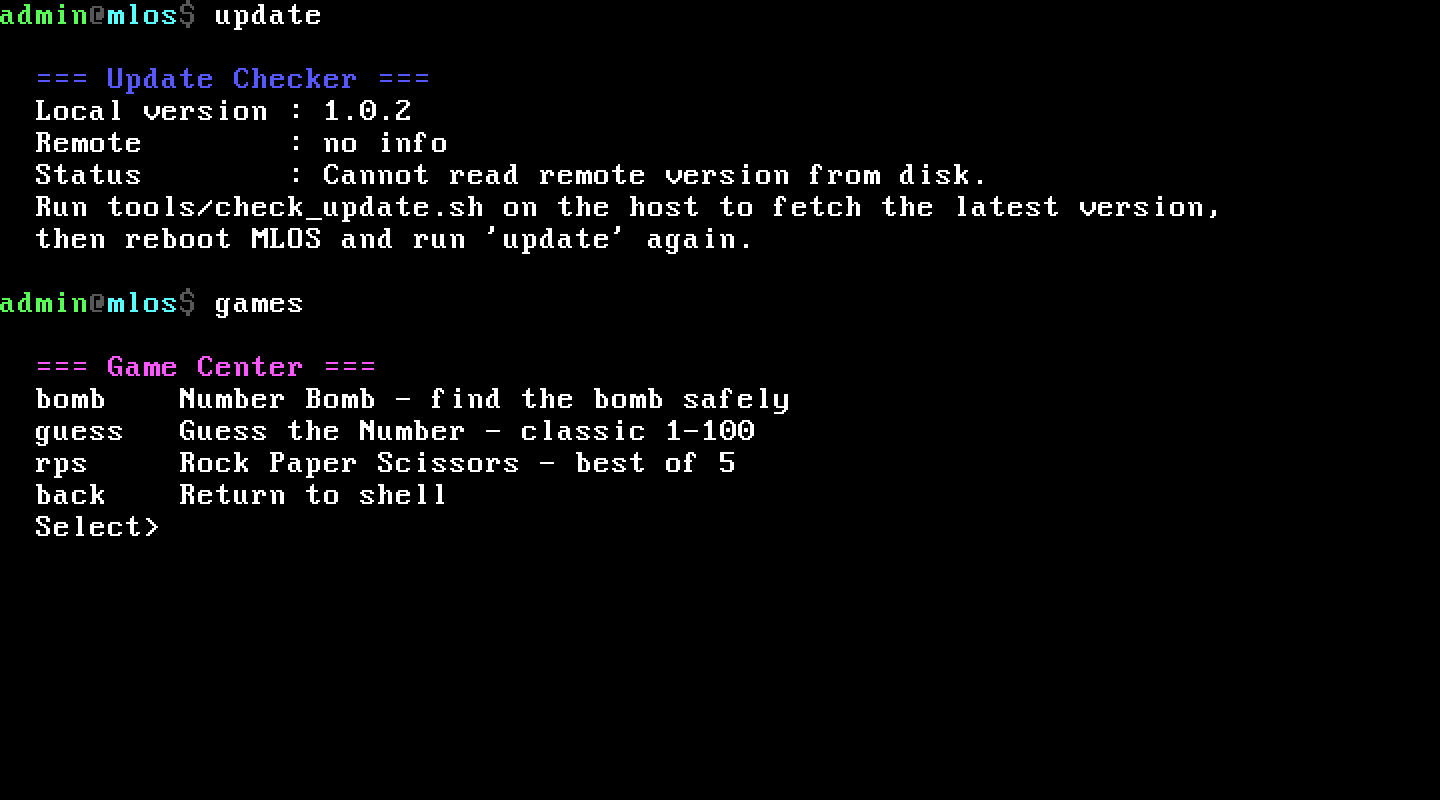 admin@mlos$ update
=== Update Checker ===
Local version : 1.0.2
Remote        : no info
Status        : Cannot read remote version from disk.
Run tools/check_update.sh on the host to fetch the latest version,
then reboot MLOS and run 'update' again.
admin@mlos$ games
=== Game Center ===
bomb    Number Bomb - find the bomb safely
guess   Guess the Number - classic 1-100
rps     Rock Paper Scissors - best of 5
back    Return to shell
Select>